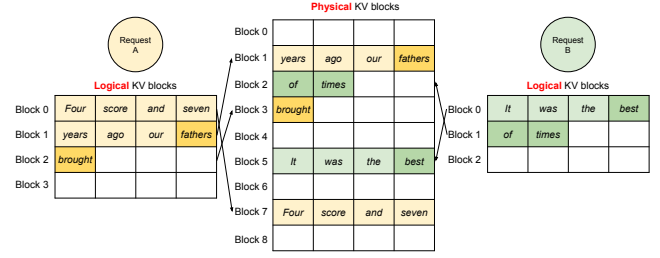 Physical KV blocks
Request A
Logical KV blocks
Block 0 Four score and seven
Block 1 years ago our fathers
Block 2 brought
Block 3
Block 0
Block 1 years ago our fathers
Block 2 of times
Block 3 brought
Block 4
Block 5 It was the best
Block 6
Block 7 Four score and seven
Block 8
Request B
Logical KV blocks
Block 0 It was the best
Block 1 of times
Block 2